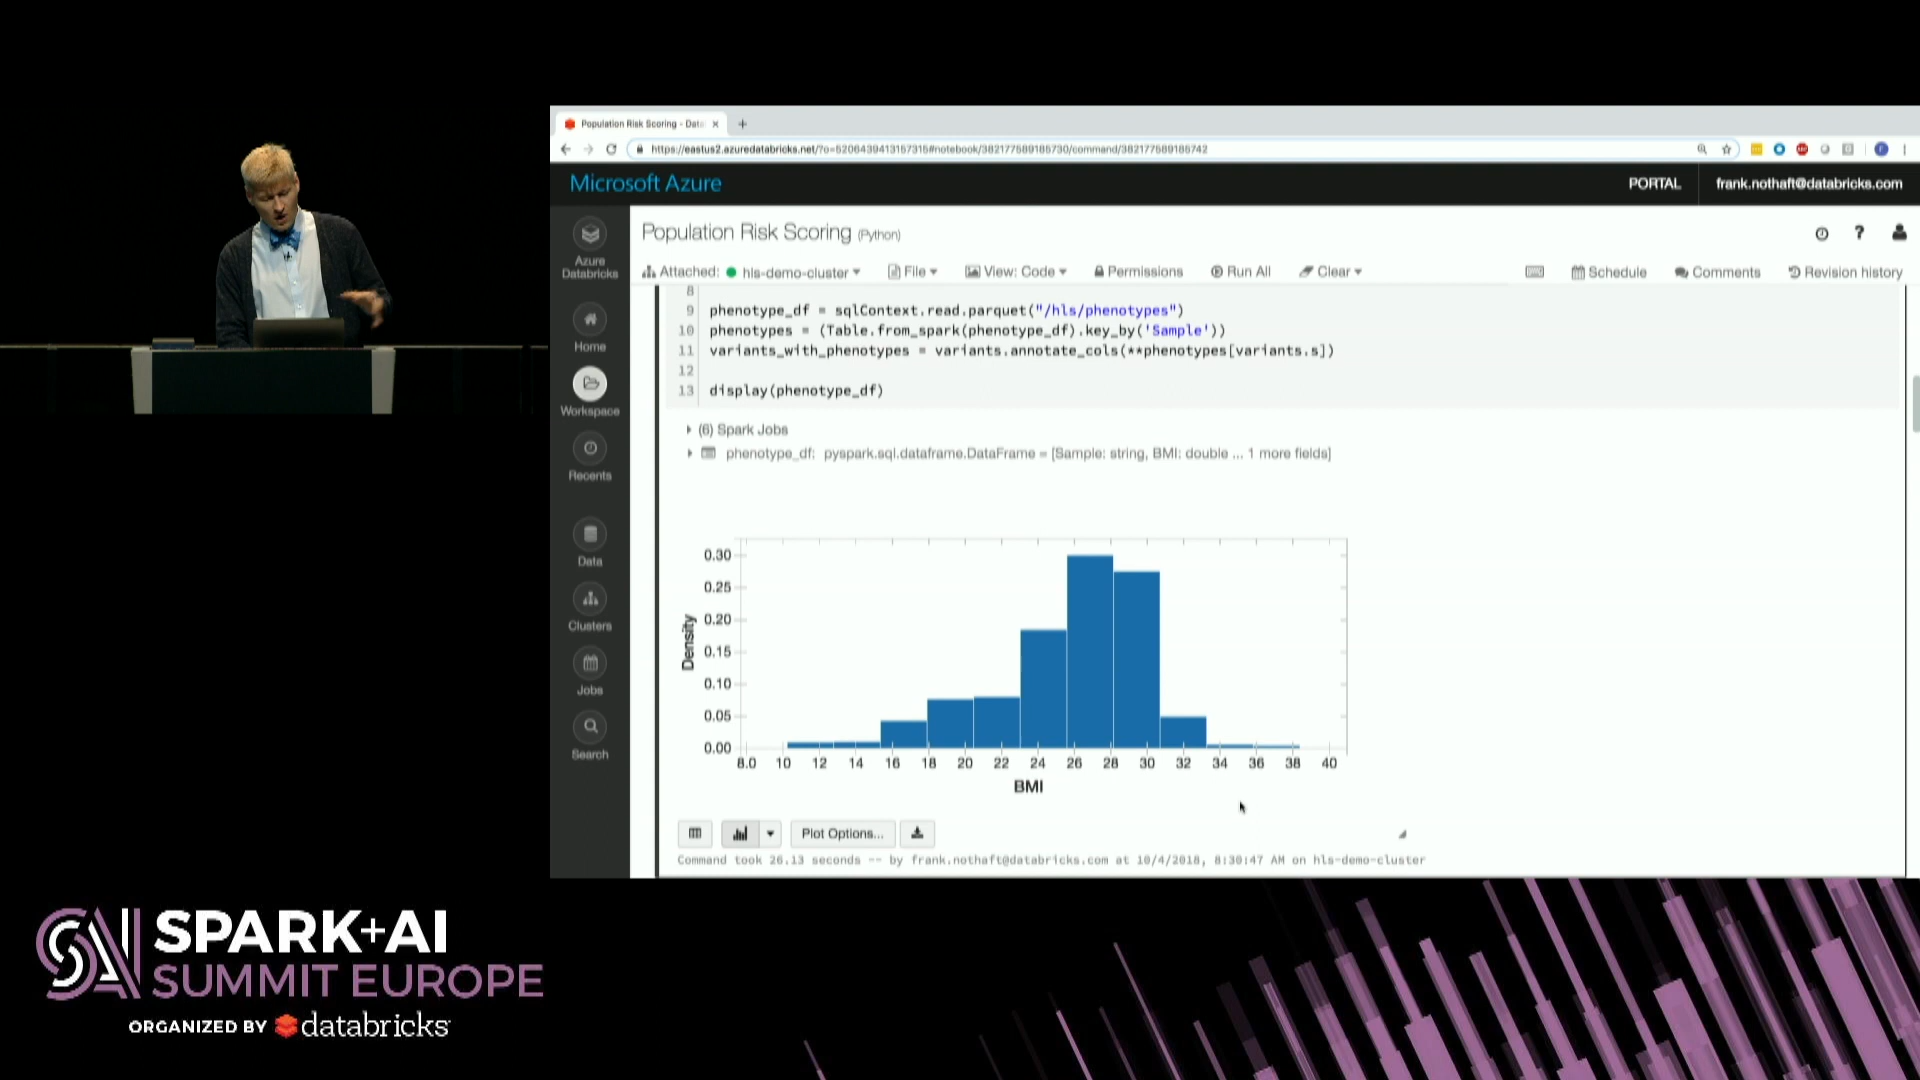 Population Risk Scoring - Data
https://eastus2.azuredatabricks.net/?o=5206439413157315#notebook/382177589185730/command/382177589185742
Microsoft Azure
PORTAL
frank.nothaft@databricks.com
Azure Databricks
Home
Workspace
Recents
Data
Clusters
Jobs
Search
Population Risk Scoring (Python)
Attached: hls-demo-cluster
File
View: Code
Permissions
Run All
Clear
Schedule
Comments
Revision history
8
9 phenotype_df = sqlContext.read.parquet("/hls/phenotypes")
10 phenotypes = (Table.from_spark(phenotype_df).key_by('Sample'))
11 variants_with_phenotypes = variants.annotate_cols(**phenotypes[variants.s])
12
13 display(phenotype_df)
(6) Spark Jobs
phenotype_df: pyspark.sql.dataframe.DataFrame = [Sample: string, BMI: double ... 1 more fields]
Density
0.30
0.25
0.20
0.15
0.10
0.05
0.00
8.0 10 12 14 16 18 20 22 24 26 28 30 32 34 36 38 40
BMI
Plot Options...
Command took 26.13 seconds -- by frank.nothaft@databricks.com at 10/4/2018, 8:30:47 AM on hls-demo-cluster
SPARK+AI
SUMMIT EUROPE
ORGANIZED BY databricks